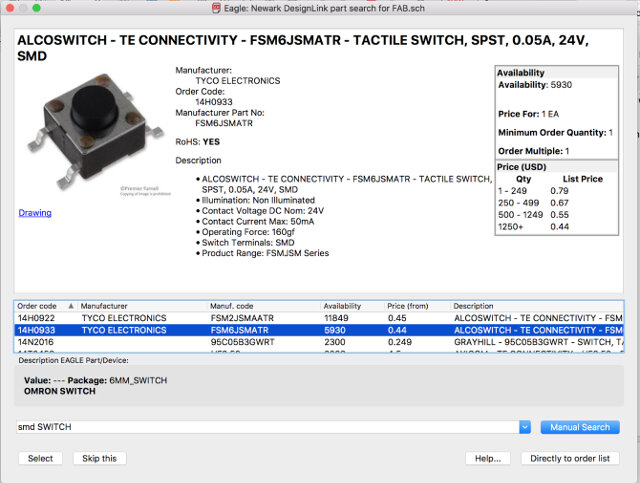 Eagle: Newark DesignLink part search for FAB.sch
ALCOSWITCH - TE CONNECTIVITY - FSM6JSMATR - TACTILE SWITCH, SPST, 0.05A, 24V,
SMD
Manufacturer:
TYCO ELECTRONICS
Order Code:
14H0933
Manufacturer Part No:
FSM6JSMATR
RoHS: YES
Description
• ALCOSWITCH - TE CONNECTIVITY - FSM6JSMATR - TACTILE SWITCH,
SPST, 0.05A, 24V, SMD
• Illumination: Non Illuminated
• Contact Voltage DC Nom: 24V
• Contact Current Max: 50mA
• Operating Force: 160gf
• Switch Terminals: SMD
• Product Range: FSMJSM Series
©Premier Farnell
Copying of image is prohibited
Drawing
Availability
Availability: 5930
Price For: 1 EA
Minimum Order Quantity: 1
Order Multiple: 1
Price (USD)
Qty List Price
1 - 249 0.79
250 - 499 0.67
500 - 1249 0.55
1250+ 0.44
Order code Manufacturer Manuf. code Availability Price (from) Description
14H0922 TYCO ELECTRONICS FSM2JSMAATR 11849 0.45 ALCOSWITCH - TE CONNECTIVITY - FSM
14H0933 TYCO ELECTRONICS FSM6JSMATR 5930 0.44 ALCOSWITCH - TE CONNECTIVITY - FSM
14N2016 95C05B3GWRT 2300 0.249 GRAYHILL - 95C05B3GWRT - SWITCH, TA
Description EAGLE Part/Device:
Value: --- Package: 6MM_SWITCH
OMRON SWITCH
smd SWITCH
Manual Search
Select
Skip this
Help...
Directly to order list